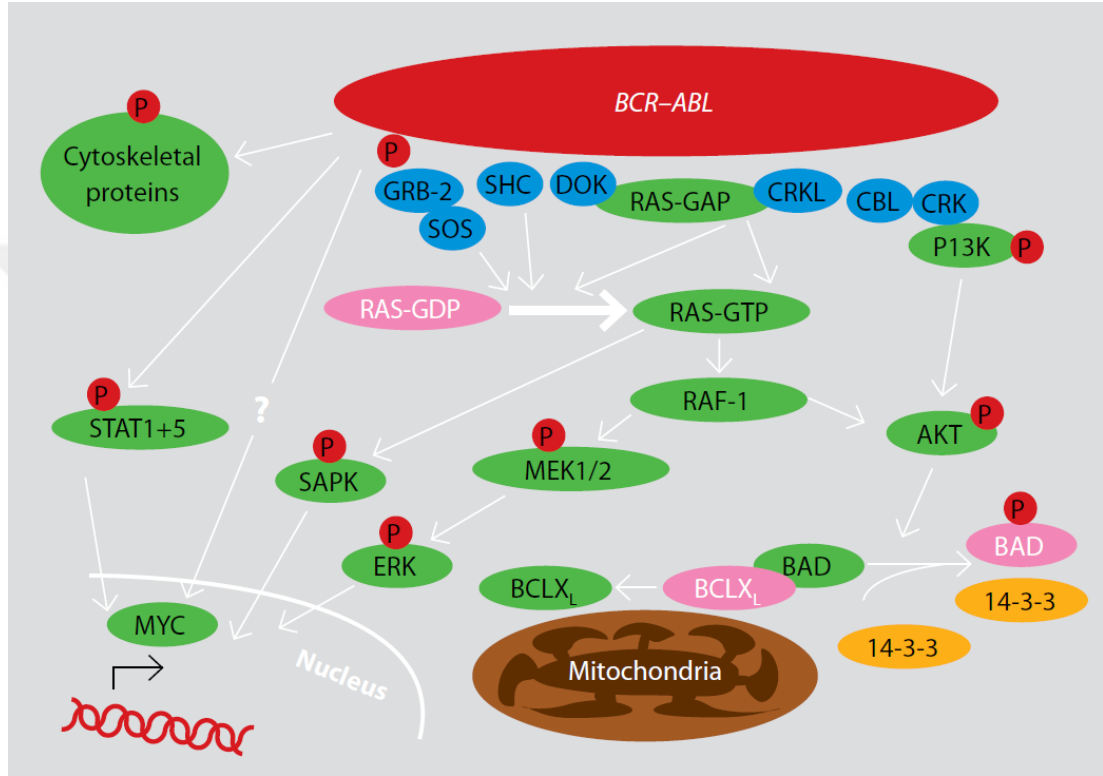 BCR–ABL
P
Cytoskeletal
proteins
P
GRB-2
SOS
SHC
DOK
RAS-GAP
CRKL
CBL
CRK
P13K
P
RAS-GDP
RAS-GTP
P
STAT1+5
?
RAF-1
P
AKT
P
SAPK
P
MEK1/2
P
ERK
P
BAD
BAD
BCLXL
BCLXL
14-3-3
14-3-3
MYC
Nucleus
Mitochondria